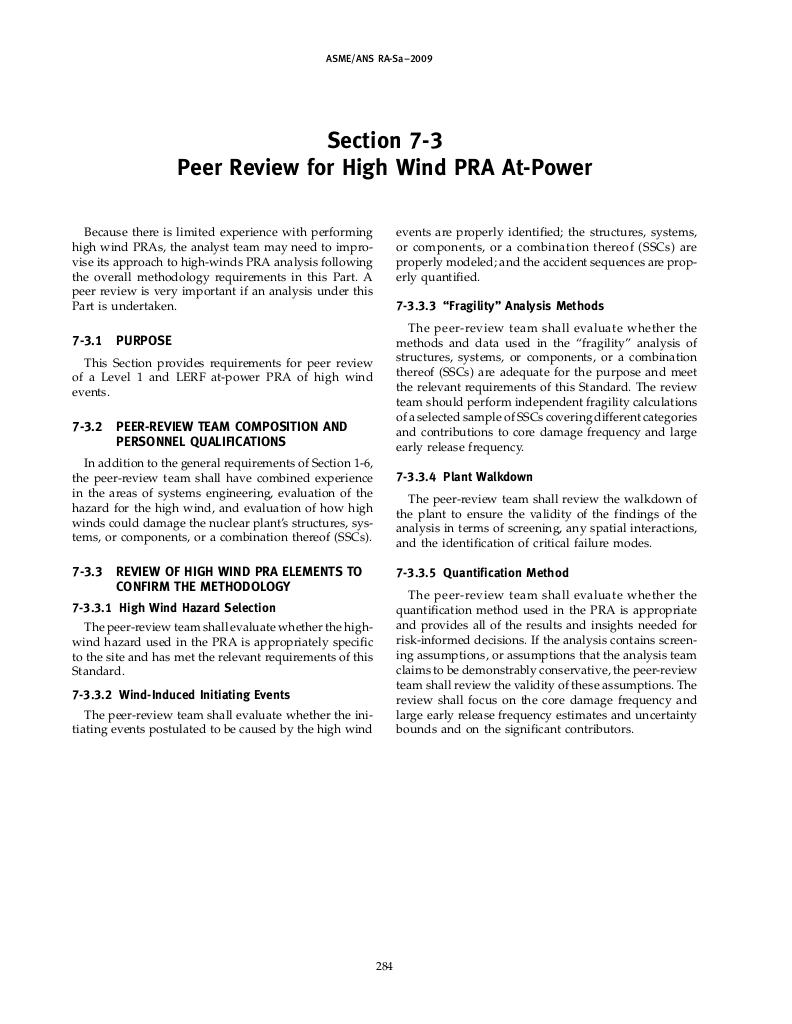 ASME/ANS RA-Sa–2009
Section 7-3
Peer Review for High Wind PRA At-Power
Because there is limited experience with performing
high wind PRAs, the analyst team may need to impro-
vise its approach to high-winds PRA analysis following
the overall methodology requirements in this Part. A
peer review is very important if an analysis under this
Part is undertaken.
7-3.1 PURPOSE
This Section provides requirements for peer review
of a Level 1 and LERF at-power PRA of high wind
events.
7-3.2 PEER-REVIEW TEAM COMPOSITION AND
PERSONNEL QUALIFICATIONS
In addition to the general requirements of Section 1-6,
the peer-review team shall have combined experience
in the areas of systems engineering, evaluation of the
hazard for the high wind, and evaluation of how high
winds could damage the nuclear plant's structures, sys-
tems, or components, or a combination thereof (SSCs).
7-3.3 REVIEW OF HIGH WIND PRA ELEMENTS TO
CONFIRM THE METHODOLOGY
7-3.3.1 High Wind Hazard Selection
The peer-review team shall evaluate whether the high-
wind hazard used in the PRA is appropriately specific
to the site and has met the relevant requirements of this
Standard.
7-3.3.2 Wind-Induced Initiating Events
The peer-review team shall evaluate whether the ini-
tiating events postulated to be caused by the high wind
events are properly identified; the structures, systems,
or components, or a combination thereof (SSCs) are
properly modeled; and the accident sequences are prop-
erly quantified.
7-3.3.3 “Fragility” Analysis Methods
The peer-review team shall evaluate whether the
methods and data used in the “fragility” analysis of
structures, systems, or components, or a combination
thereof (SSCs) are adequate for the purpose and meet
the relevant requirements of this Standard. The review
team should perform independent fragility calculations
of a selected sample of SSCs covering different categories
and contributions to core damage frequency and large
early release frequency.
7-3.3.4 Plant Walkdown
The peer-review team shall review the walkdown of
the plant to ensure the validity of the findings of the
analysis in terms of screening, any spatial interactions,
and the identification of critical failure modes.
7-3.3.5 Quantification Method
The peer-review team shall evaluate whether the
quantification method used in the PRA is appropriate
and provides all of the results and insights needed for
risk-informed decisions. If the analysis contains screen-
ing assumptions, or assumptions that the analysis team
claims to be demonstrably conservative, the peer-review
team shall review the validity of these assumptions. The
review shall focus on the core damage frequency and
large early release frequency estimates and uncertainty
bounds and on the significant contributors.
284